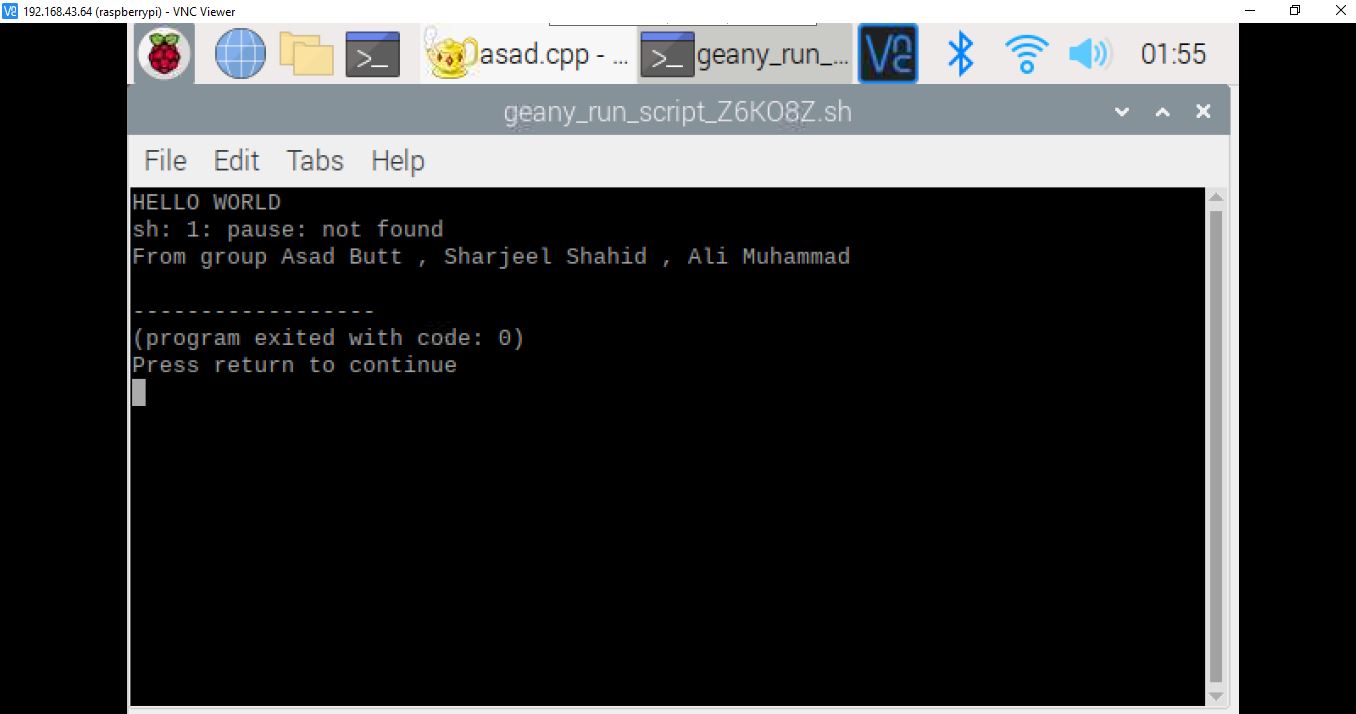 192.168.43.64 (raspberrypi) - VNC Viewer
asad.cpp - ...
geany_run_...
01:55
geany_run_script_Z6KO8Z.sh
File Edit Tabs Help
HELLO WORLD
sh: 1: pause: not found
From group Asad Butt , Sharjeel Shahid , Ali Muhammad
------------------
(program exited with code: 0)
Press return to continue